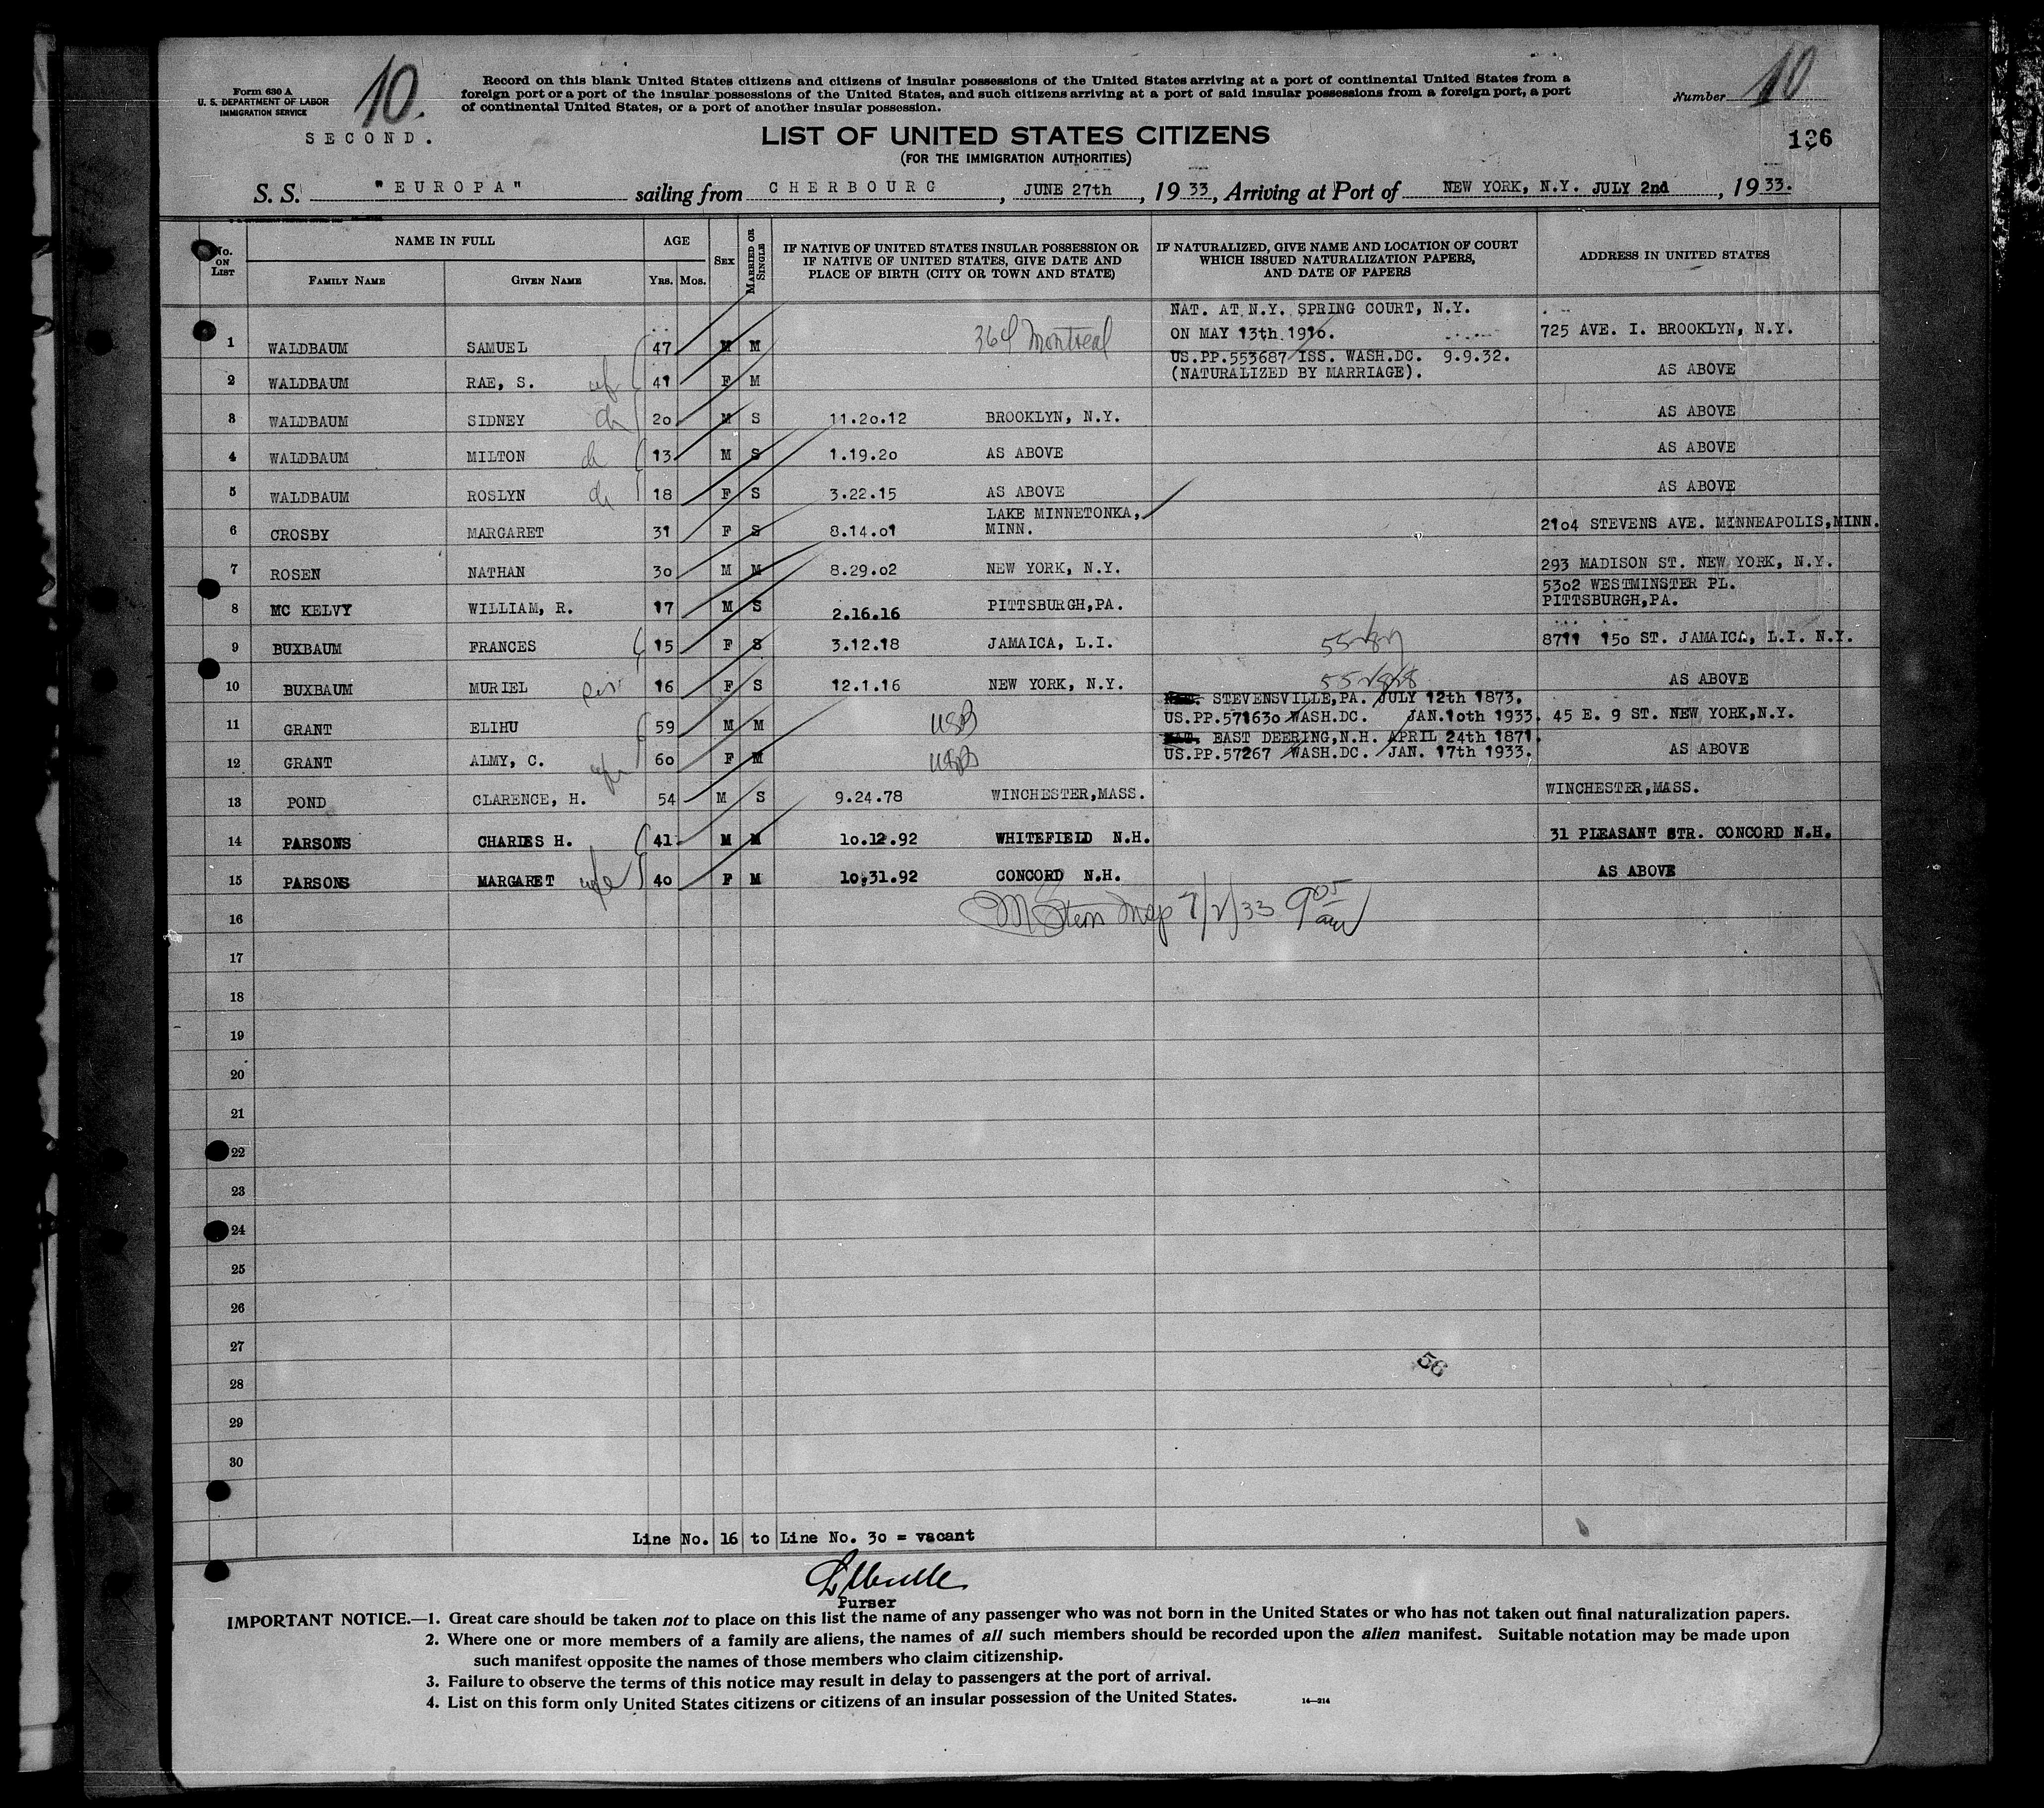 Form 630 A
U. S. DEPARTMENT OF LABOR
IMMIGRATION SERVICE
10.
SECOND.
Record on this blank United States citizens and citizens of insular possessions of the United States arriving at a port of continental United States from a
foreign port or a port of the insular possessions of the United States, and such citizens arriving at a port of said insular possessions from a foreign port, a port
of continental United States, or a port of another insular possession.
Number 10
136
LIST OF UNITED STATES CITIZENS
(FOR THE IMMIGRATION AUTHORITIES)
S. S. "EUROPA" sailing from CHERBOURG, JUNE 27th, 1933, Arriving at Port of NEW YORK, N.Y. JULY 2nd, 1933.
No. ON LIST
NAME IN FULL
FAMILY NAME GIVEN NAME
AGE
YRS. MOS.
SEX
MARRIED OR SINGLE
IF NATIVE OF UNITED STATES INSULAR POSSESSION OR
IF NATIVE OF UNITED STATES, GIVE DATE AND
PLACE OF BIRTH (CITY OR TOWN AND STATE)
IF NATURALIZED, GIVE NAME AND LOCATION OF COURT
WHICH ISSUED NATURALIZATION PAPERS,
AND DATE OF PAPERS
ADDRESS IN UNITED STATES
NAT. AT N.Y. SPRING COURT, N.Y.
1 WALDBAUM SAMUEL 47 M M Montreal ON MAY 13th 1910. 725 AVE. I. BROOKLYN, N.Y.
US.PP.553687 ISS. WASH.DC. 9.9.32.
2 WALDBAUM RAE, S. 41 F M (NATURALIZED BY MARRIAGE). AS ABOVE
3 WALDBAUM SIDNEY 20 M S 11.20.12 BROOKLYN, N.Y. AS ABOVE
4 WALDBAUM MILTON 13 M S 1.19.20 AS ABOVE AS ABOVE
5 WALDBAUM ROSLYN 18 F S 3.22.15 AS ABOVE AS ABOVE
LAKE MINNETONKA,
6 CROSBY MARGARET 31 F S 8.14.01 MINN. 2104 STEVENS AVE. MINNEAPOLIS,MINN.
7 ROSEN NATHAN 30 M M 8.29.02 NEW YORK, N.Y. 293 MADISON ST. NEW YORK, N.Y.
5302 WESTMINSTER PL.
8 MC KELVY WILLIAM, R. 17 M S 2.16.16 PITTSBURGH,PA. PITTSBURGH,PA.
9 BUXBAUM FRANCES 15 F S 3.12.18 JAMAICA, L.I. 8711 150 ST. JAMAICA, L.I. N.Y.
10 BUXBAUM MURIEL 16 F S 12.1.16 NEW YORK, N.Y. AS ABOVE
STEVENSVILLE,PA. JULY 12th 1873.
11 GRANT ELIHU 59 M M USB US.PP.571630 WASH.DC. JAN.10th 1933. 45 E. 9 ST. NEW YORK,N.Y.
EAST DEERING,N.H. APRIL 24th 1871.
12 GRANT ALMY, C. 60 F M USB US.PP.57267 WASH.DC. JAN. 17th 1933. AS ABOVE
13 POND CLARENCE, H. 54 M S 9.24.78 WINCHESTER,MASS. WINCHESTER,MASS.
14 PARSONS CHARLES H. 41 M M 10.12.92 WHITEFIELD N.H. 31 PLEASANT STR. CONCORD N.H.
15 PARSONS MARGARET wife 40 F M 10.31.92 CONCORD N.H. AS ABOVE
16 M Stern Insp 7/2/33 9 05 am
17
18
19
20
21
22
23
24
25
26
27
56
28
29
30
Line No. 16 to Line No. 30 = vacant
Purser
IMPORTANT NOTICE.—1. Great care should be taken not to place on this list the name of any passenger who was not born in the United States or who has not taken out final naturalization papers.
2. Where one or more members of a family are aliens, the names of all such members should be recorded upon the alien manifest. Suitable notation may be made upon
such manifest opposite the names of those members who claim citizenship.
3. Failure to observe the terms of this notice may result in delay to passengers at the port of arrival.
4. List on this form only United States citizens or citizens of an insular possession of the United States.
14—214